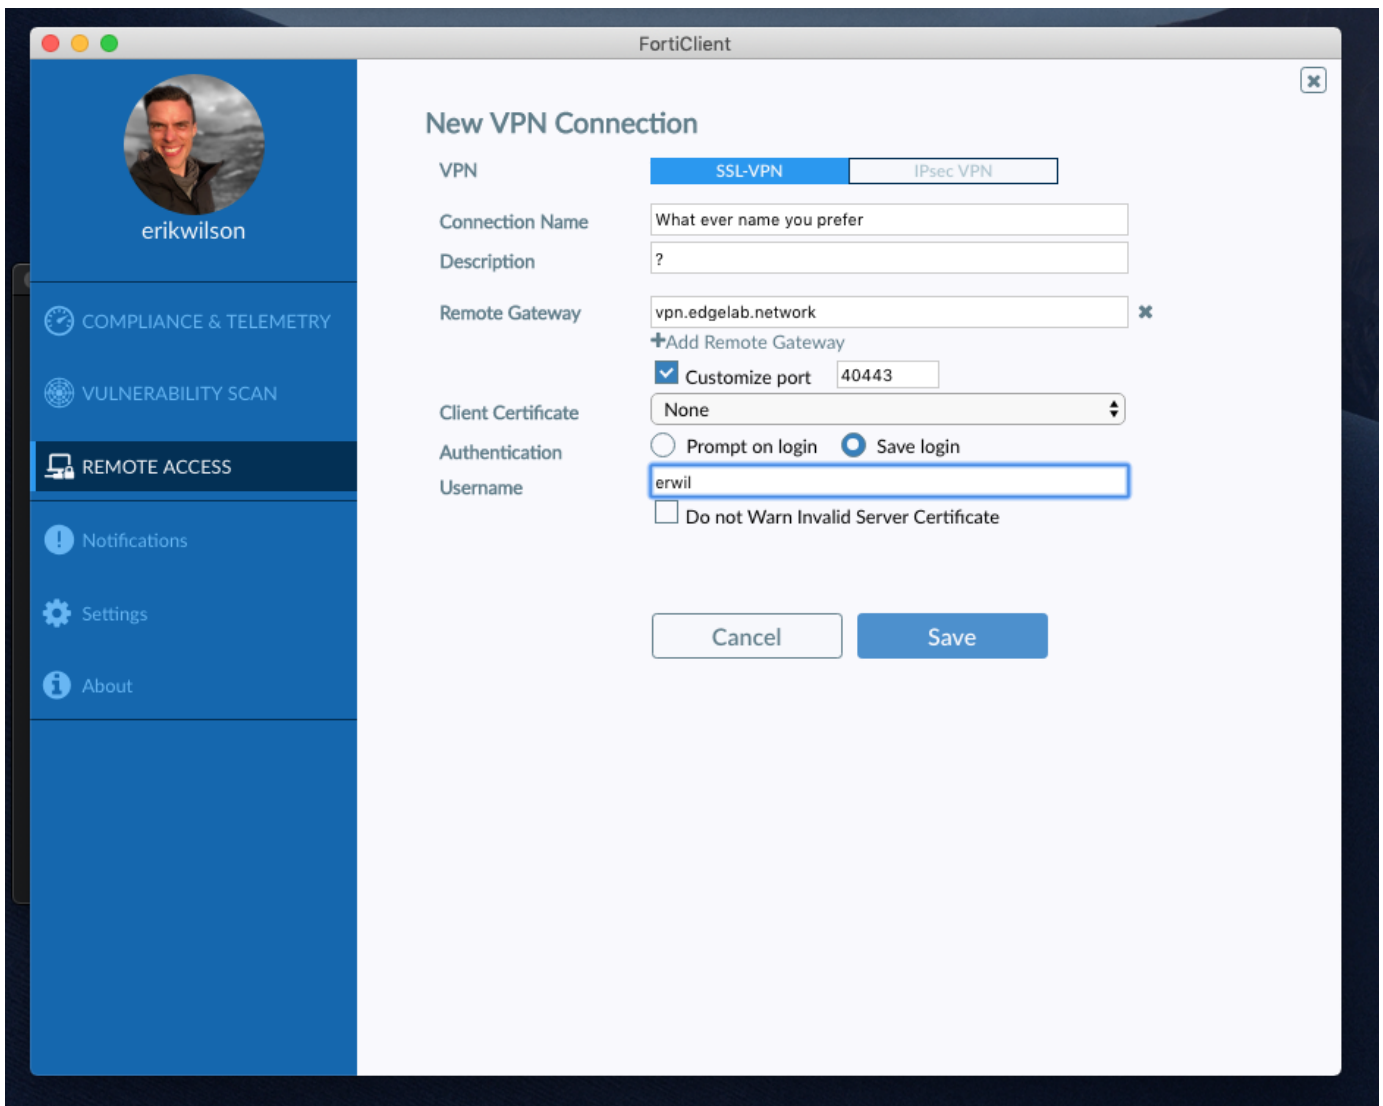 FortiClient
erikwilson
COMPLIANCE & TELEMETRY
VULNERABILITY SCAN
REMOTE ACCESS
Notifications
Settings
About
New VPN Connection
VPN SSL-VPN IPsec VPN
Connection Name What ever name you prefer
Description ?
Remote Gateway vpn.edgelab.network
+Add Remote Gateway
Customize port 40443
Client Certificate None
Authentication Prompt on login Save login
Username erwil
Do not Warn Invalid Server Certificate
Cancel Save